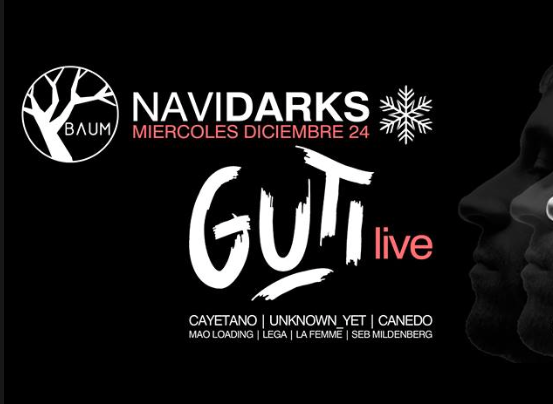 BAUM
NAVIDARKS
MIERCOLES DICIEMBRE 24
GUTI live
CAYETANO | UNKNOWN_YET | CANEDO
MAO LOADING | LEGA | LA FEMME | SEB MILDENBERG